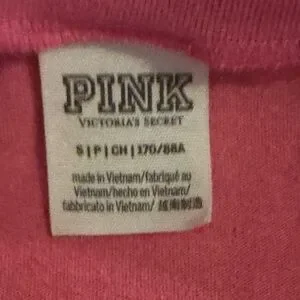 PINK
VICTORIA'S SECRET
S|P|CH|170/88A
made in Vietnam/fabriqué au
Vietnam/hecho en Vietnam/
fabbricato in Vietnam/ 越南制造